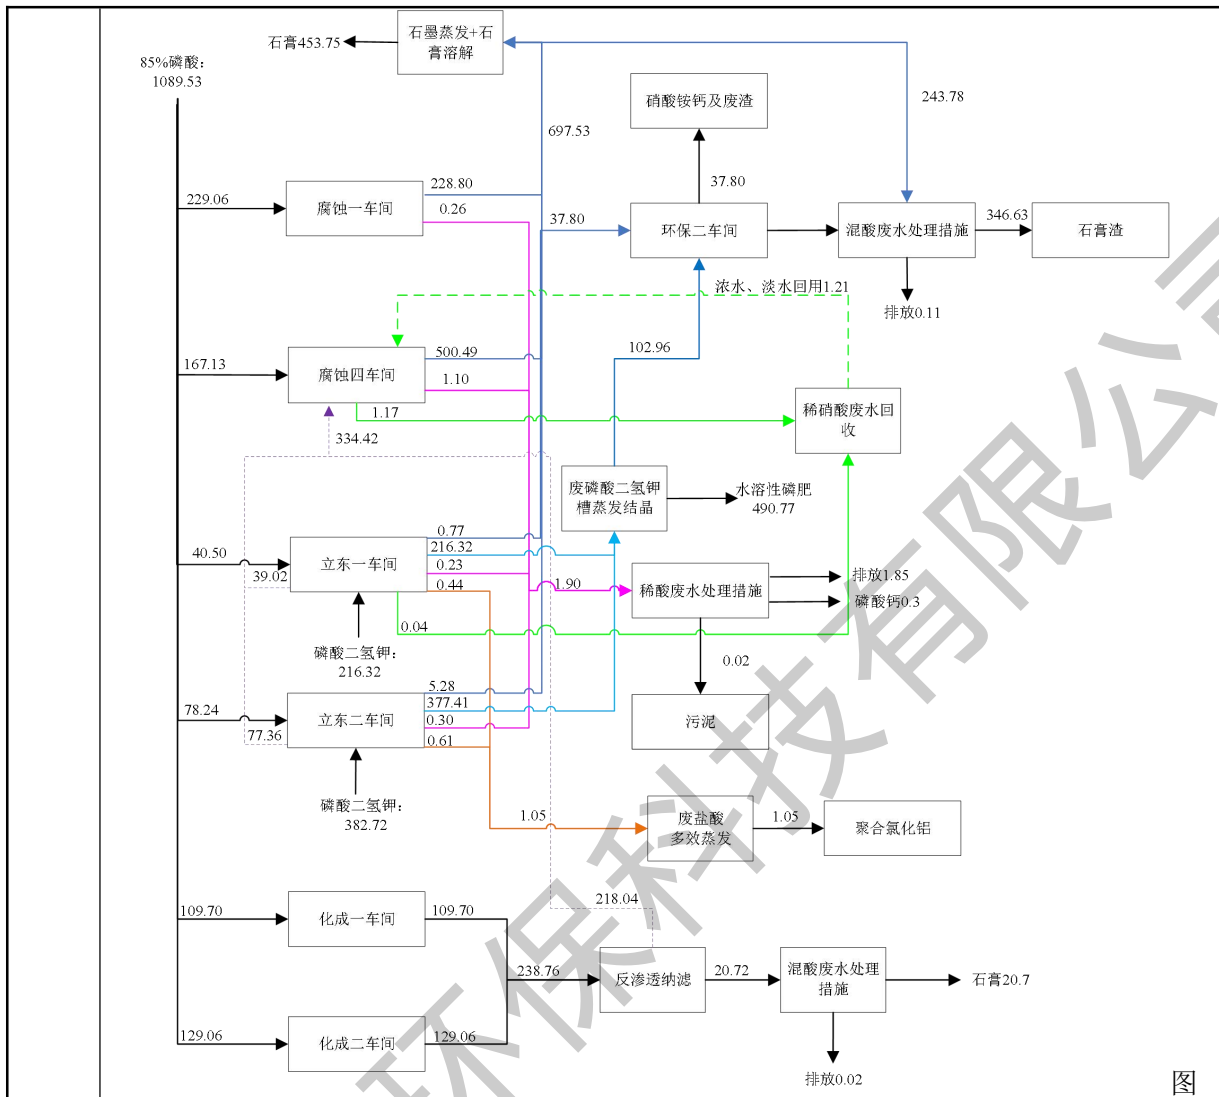 石膏453.75
石墨蒸发+石
膏溶解
85%磷酸：
1089.53
硝酸铵钙及废渣
243.78
697.53
37.80
229.06
腐蚀一车间
228.80
0.26
37.80
环保二车间
混酸废水处理措施
346.63
石膏渣
浓水、淡水回用1.21
排放0.11
167.13
腐蚀四车间
500.49
1.10
102.96
1.17
稀硝酸废水回
收
334.42
废磷酸二氢钾
槽蒸发结晶
水溶性磷肥
490.77
40.50
立东一车间
0.77
216.32
0.23
0.44
39.02
1.90
稀酸废水处理措施
排放1.85
磷酸钙0.3
0.04
磷酸二氢钾：
216.32
0.02
78.24
立东二车间
5.28
377.41
0.30
0.61
77.36
污泥
磷酸二氢钾：
382.72
1.05
废盐酸
多效蒸发
1.05
聚合氯化铝
109.70
化成一车间
109.70
218.04
238.76
反渗透纳滤
20.72
混酸废水处理
措施
石膏20.7
129.06
化成二车间
129.06
排放0.02
图
环保科技有限公司